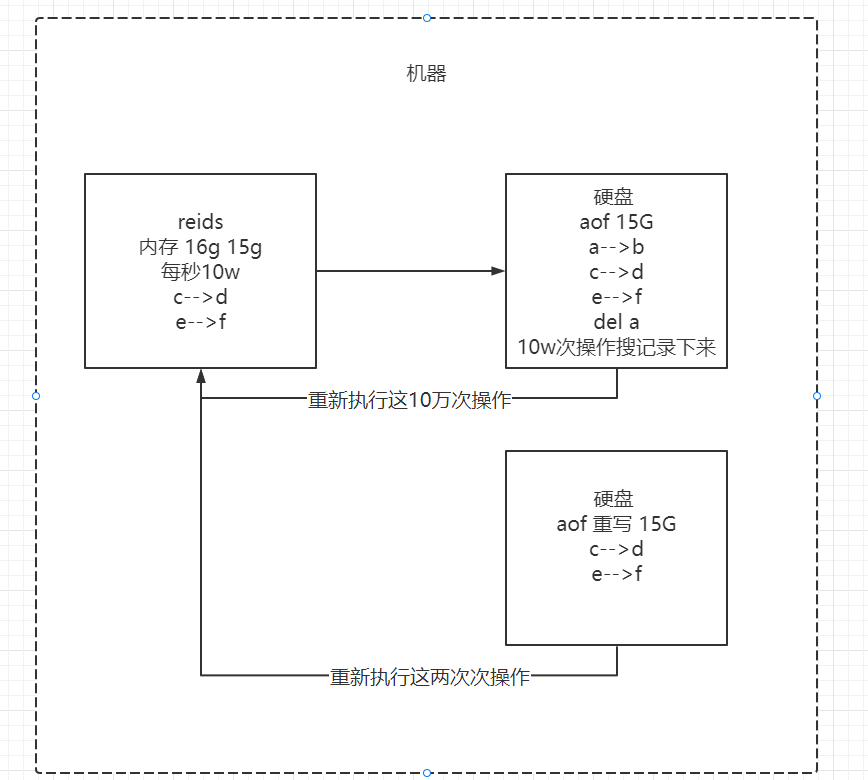 机器
reids
内存 16g 15g
每秒10w
c-->d
e-->f
硬盘
aof 15G
a-->b
c-->d
e-->f
del a
10w次操作搜记录下来
重新执行这10万次操作
硬盘
aof 重写 15G
c-->d
e-->f
重新执行这两次次操作